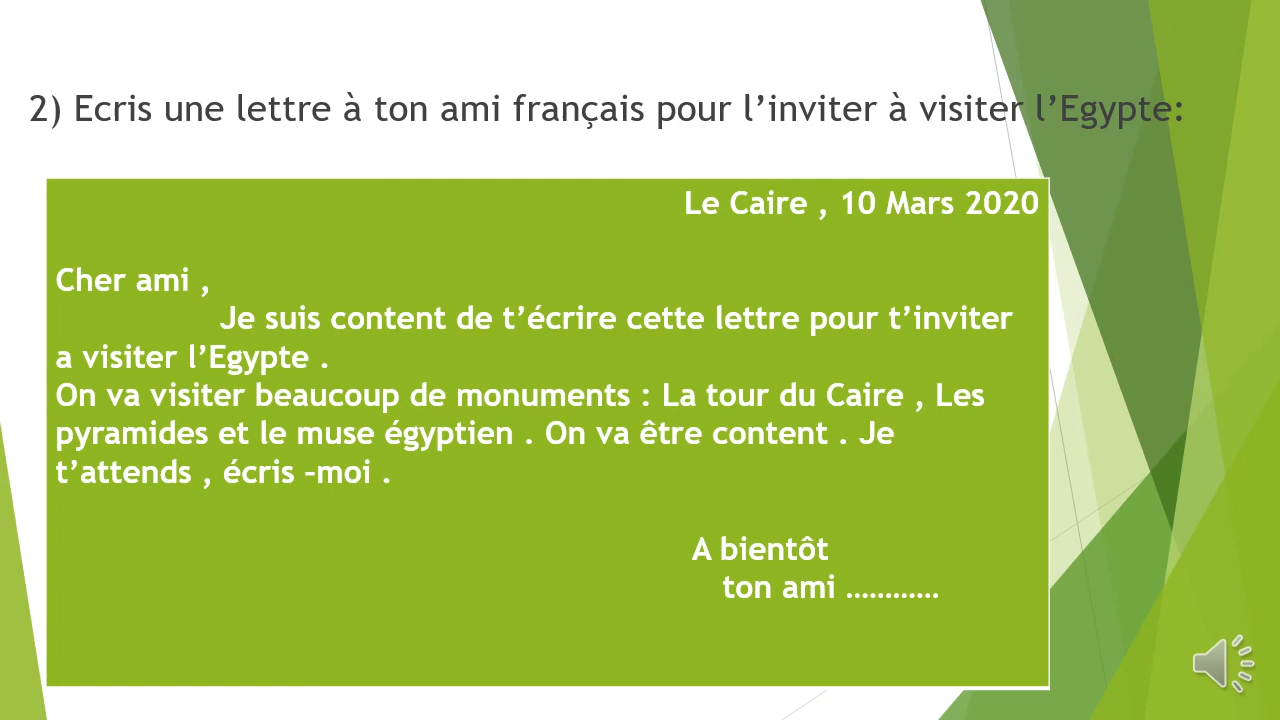 2) Ecris une lettre à ton ami français pour l’inviter à visiter l’Egypte:
Le Caire , 10 Mars 2020
Cher ami ,
Je suis content de t’écrire cette lettre pour t’inviter
a visiter l’Egypte .
On va visiter beaucoup de monuments : La tour du Caire , Les
pyramides et le muse égyptien . On va être content . Je
t’attends , écris –moi .
A bientôt
ton ami …………